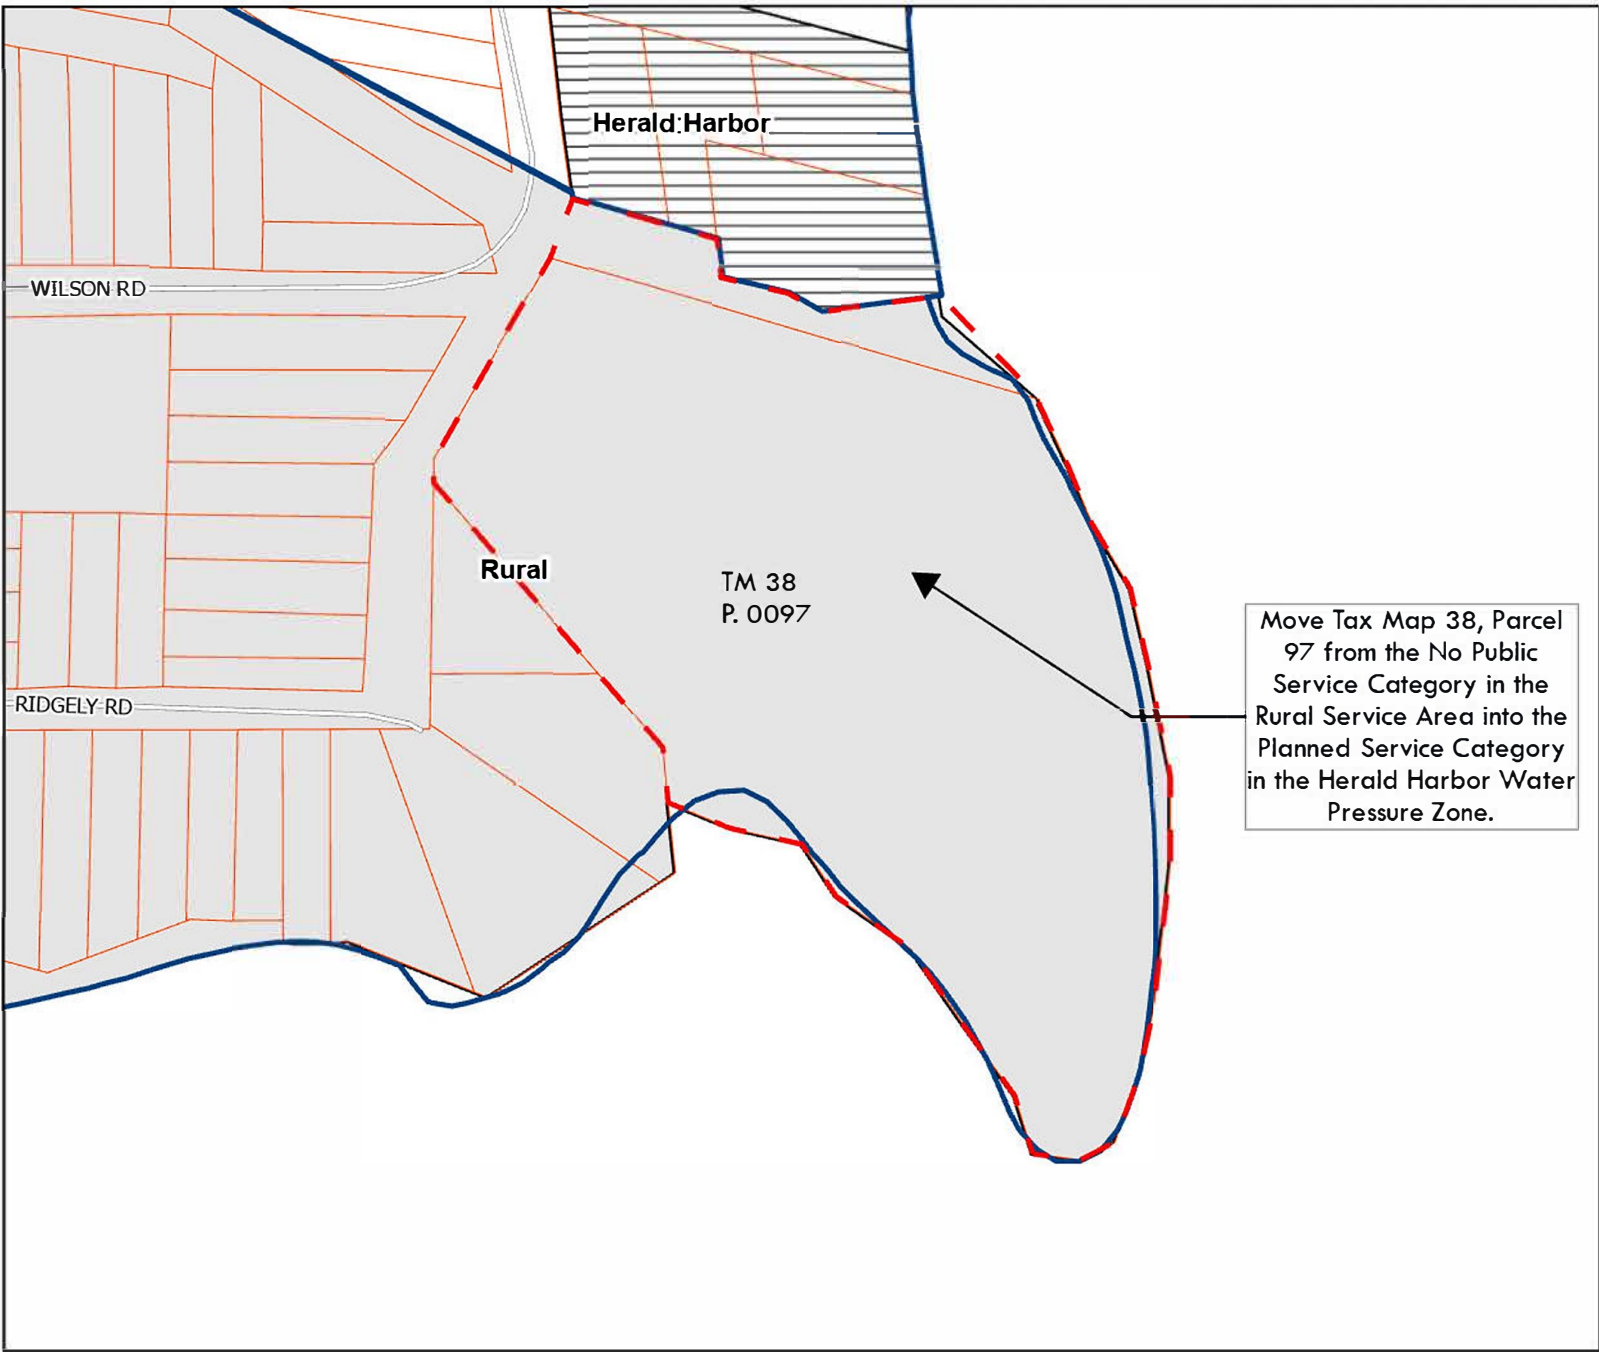 Herald Harbor
WILSON RD
Rural
TM 38
P. 0097
Move Tax Map 38, Parcel
97 from the No Public
Service Category in the
Rural Service Area into the
Planned Service Category
in the Herald Harbor Water
Pressure Zone.
RIDGELY RD